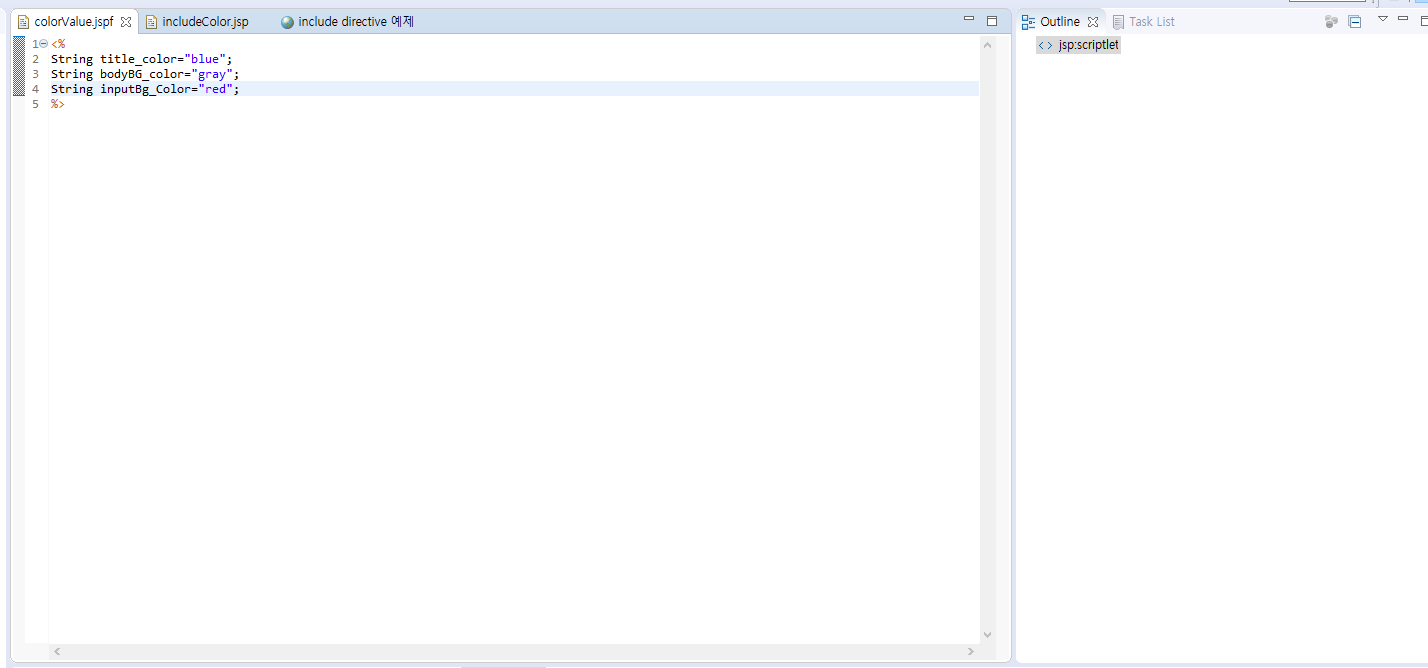 colorValue.jspf includeColor.jsp include directive 예제
1 <%
2 String title_color="blue";
3 String bodyBG_color="gray";
4 String inputBg_Color="red";
5 %>
Outline Task List
<> jsp:scriptlet